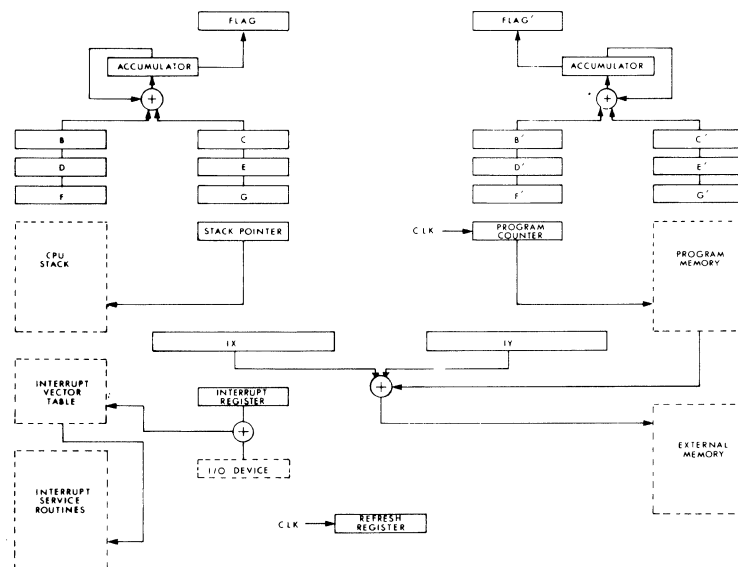 FLAG
FLAG'
ACCUMULATOR
ACCUMULATOR
+
+
B
C
B'
C'
D
E
D'
E'
F
G
F'
G'
STACK POINTER
CLK
PROGRAM
COUNTER
CPU
STACK
PROGRAM
MEMORY
IX
IY
INTERRUPT
VECTOR
TABLE
INTERRUPT
REGISTER
+
+
I/O DEVICE
EXTERNAL
MEMORY
INTERRUPT
SERVICE
ROUTINES
CLK
REFRESH
REGISTER